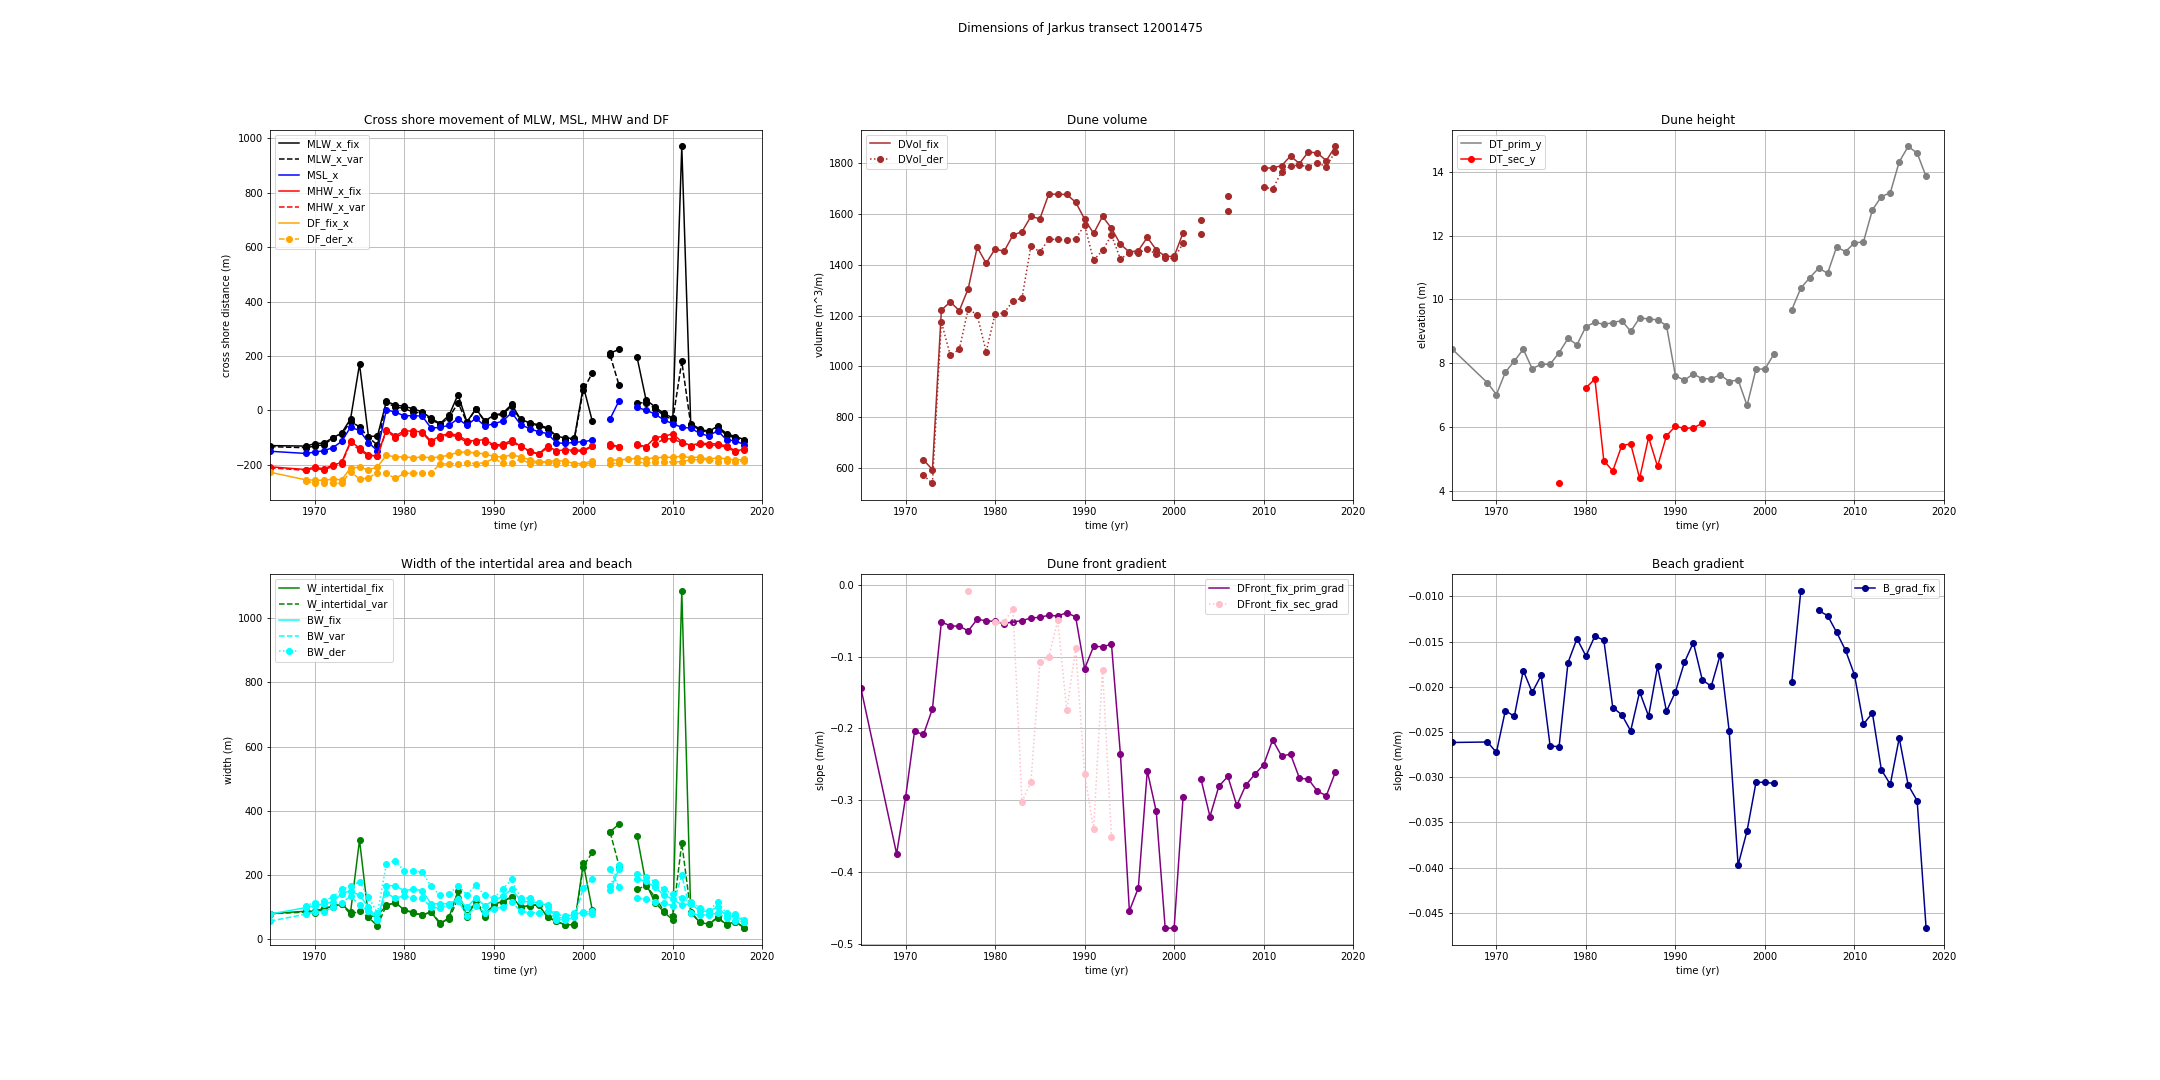 Dimensions of Jarkus transect 12001475
Cross shore movement of MLW, MSL, MHW and DF
cross shore distance (m)
1000
800
600
400
200
0
−200
MLW_x_fix
MLW_x_var
MSL_x
MHW_x_fix
MHW_x_var
DF_fix_x
DF_der_x
1970 1980 1990 2000 2010 2020
time (yr)
Dune volume
volume (m^3/m)
1800
1600
1400
1200
1000
800
600
DVol_fix
DVol_der
1970 1980 1990 2000 2010 2020
time (yr)
Dune height
elevation (m)
14
12
10
8
6
4
DT_prim_y
DT_sec_y
1970 1980 1990 2000 2010 2020
time (yr)
Width of the intertidal area and beach
width (m)
1000
800
600
400
200
0
W_intertidal_fix
W_intertidal_var
BW_fix
BW_var
BW_der
1970 1980 1990 2000 2010 2020
time (yr)
Dune front gradient
slope (m/m)
0.0
−0.1
−0.2
−0.3
−0.4
−0.5
DFront_fix_prim_grad
DFront_fix_sec_grad
1970 1980 1990 2000 2010 2020
time (yr)
Beach gradient
slope (m/m)
−0.010
−0.015
−0.020
−0.025
−0.030
−0.035
−0.040
−0.045
B_grad_fix
1970 1980 1990 2000 2010 2020
time (yr)